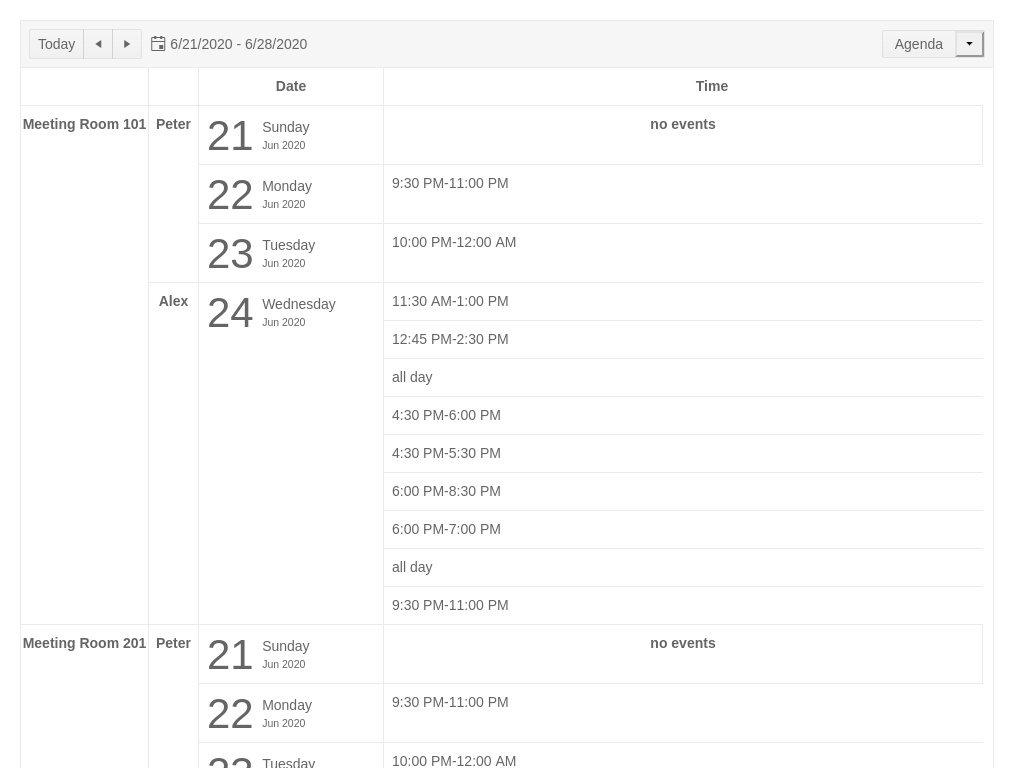 Today 6/21/2020 - 6/28/2020 Agenda
Date Time
Meeting Room 101 Peter 21 Sunday Jun 2020 no events
22 Monday Jun 2020 9:30 PM-11:00 PM
23 Tuesday Jun 2020 10:00 PM-12:00 AM
Alex 24 Wednesday Jun 2020 11:30 AM-1:00 PM
12:45 PM-2:30 PM
all day
4:30 PM-6:00 PM
4:30 PM-5:30 PM
6:00 PM-8:30 PM
6:00 PM-7:00 PM
all day
9:30 PM-11:00 PM
Meeting Room 201 Peter 21 Sunday Jun 2020 no events
22 Monday Jun 2020 9:30 PM-11:00 PM
23 Tuesday 10:00 PM-12:00 AM